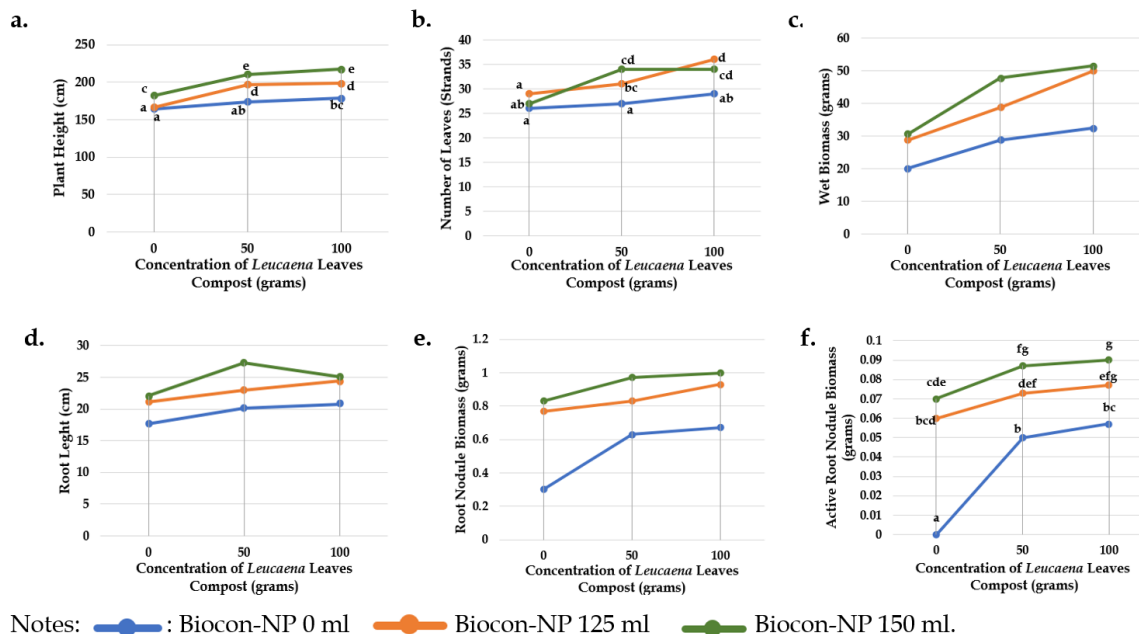 a.
Plant Height (cm)
250
200
150
100
50
0
c
e
e
a
d
d
a
ab
bc
0 50 100
Concentration of Leucaena Leaves
Compost (grams)
b.
Number of Leaves (Strands)
40
35
30
25
20
15
10
5
0
a
cd
d
ab
bc
cd
a
a
ab
0 50 100
Concentration of Leucaena Leaves
Compost (grams)
c.
Wet Biomass (grams)
60
50
40
30
20
10
0
0 50 100
Concentration of Leucaena Leaves
Compost (grams)
d.
Root Leght (cm)
30
25
20
15
10
5
0
0 50 100
Concentration of Leucaena Leaves
Compost (grams)
e.
Root Nodule Biomass (grams)
1.2
1
0.8
0.6
0.4
0.2
0
0 50 100
Concentration of Leucaena Leaves
Compost (grams)
f.
Active Root Nodule Biomass
(grams)
0.1
0.09
0.08
0.07
0.06
0.05
0.04
0.03
0.02
0.01
0
cde
fg
g
bcd
def
efg
a
b
bc
0 50 100
Concentration of Leucaena Leaves
Compost (grams)
Notes: : Biocon-NP 0 ml Biocon-NP 125 ml Biocon-NP 150 ml.